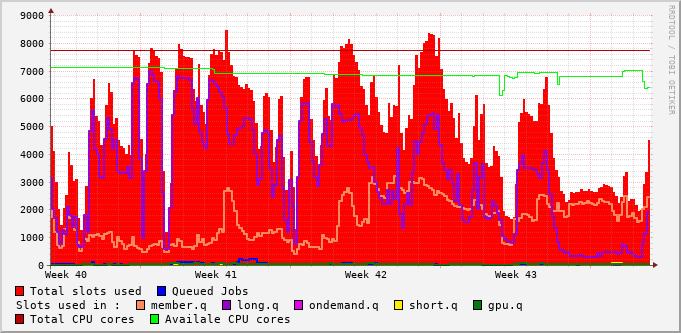 9000
8000
7000
6000
5000
4000
3000
2000
1000
0
Week 40 Week 41 Week 42 Week 43
RRDTOOL / TOBI OETIKER
Total slots used Queued Jobs
Slots used in : member.q long.q ondemand.q short.q gpu.q
Total CPU cores Availale CPU cores